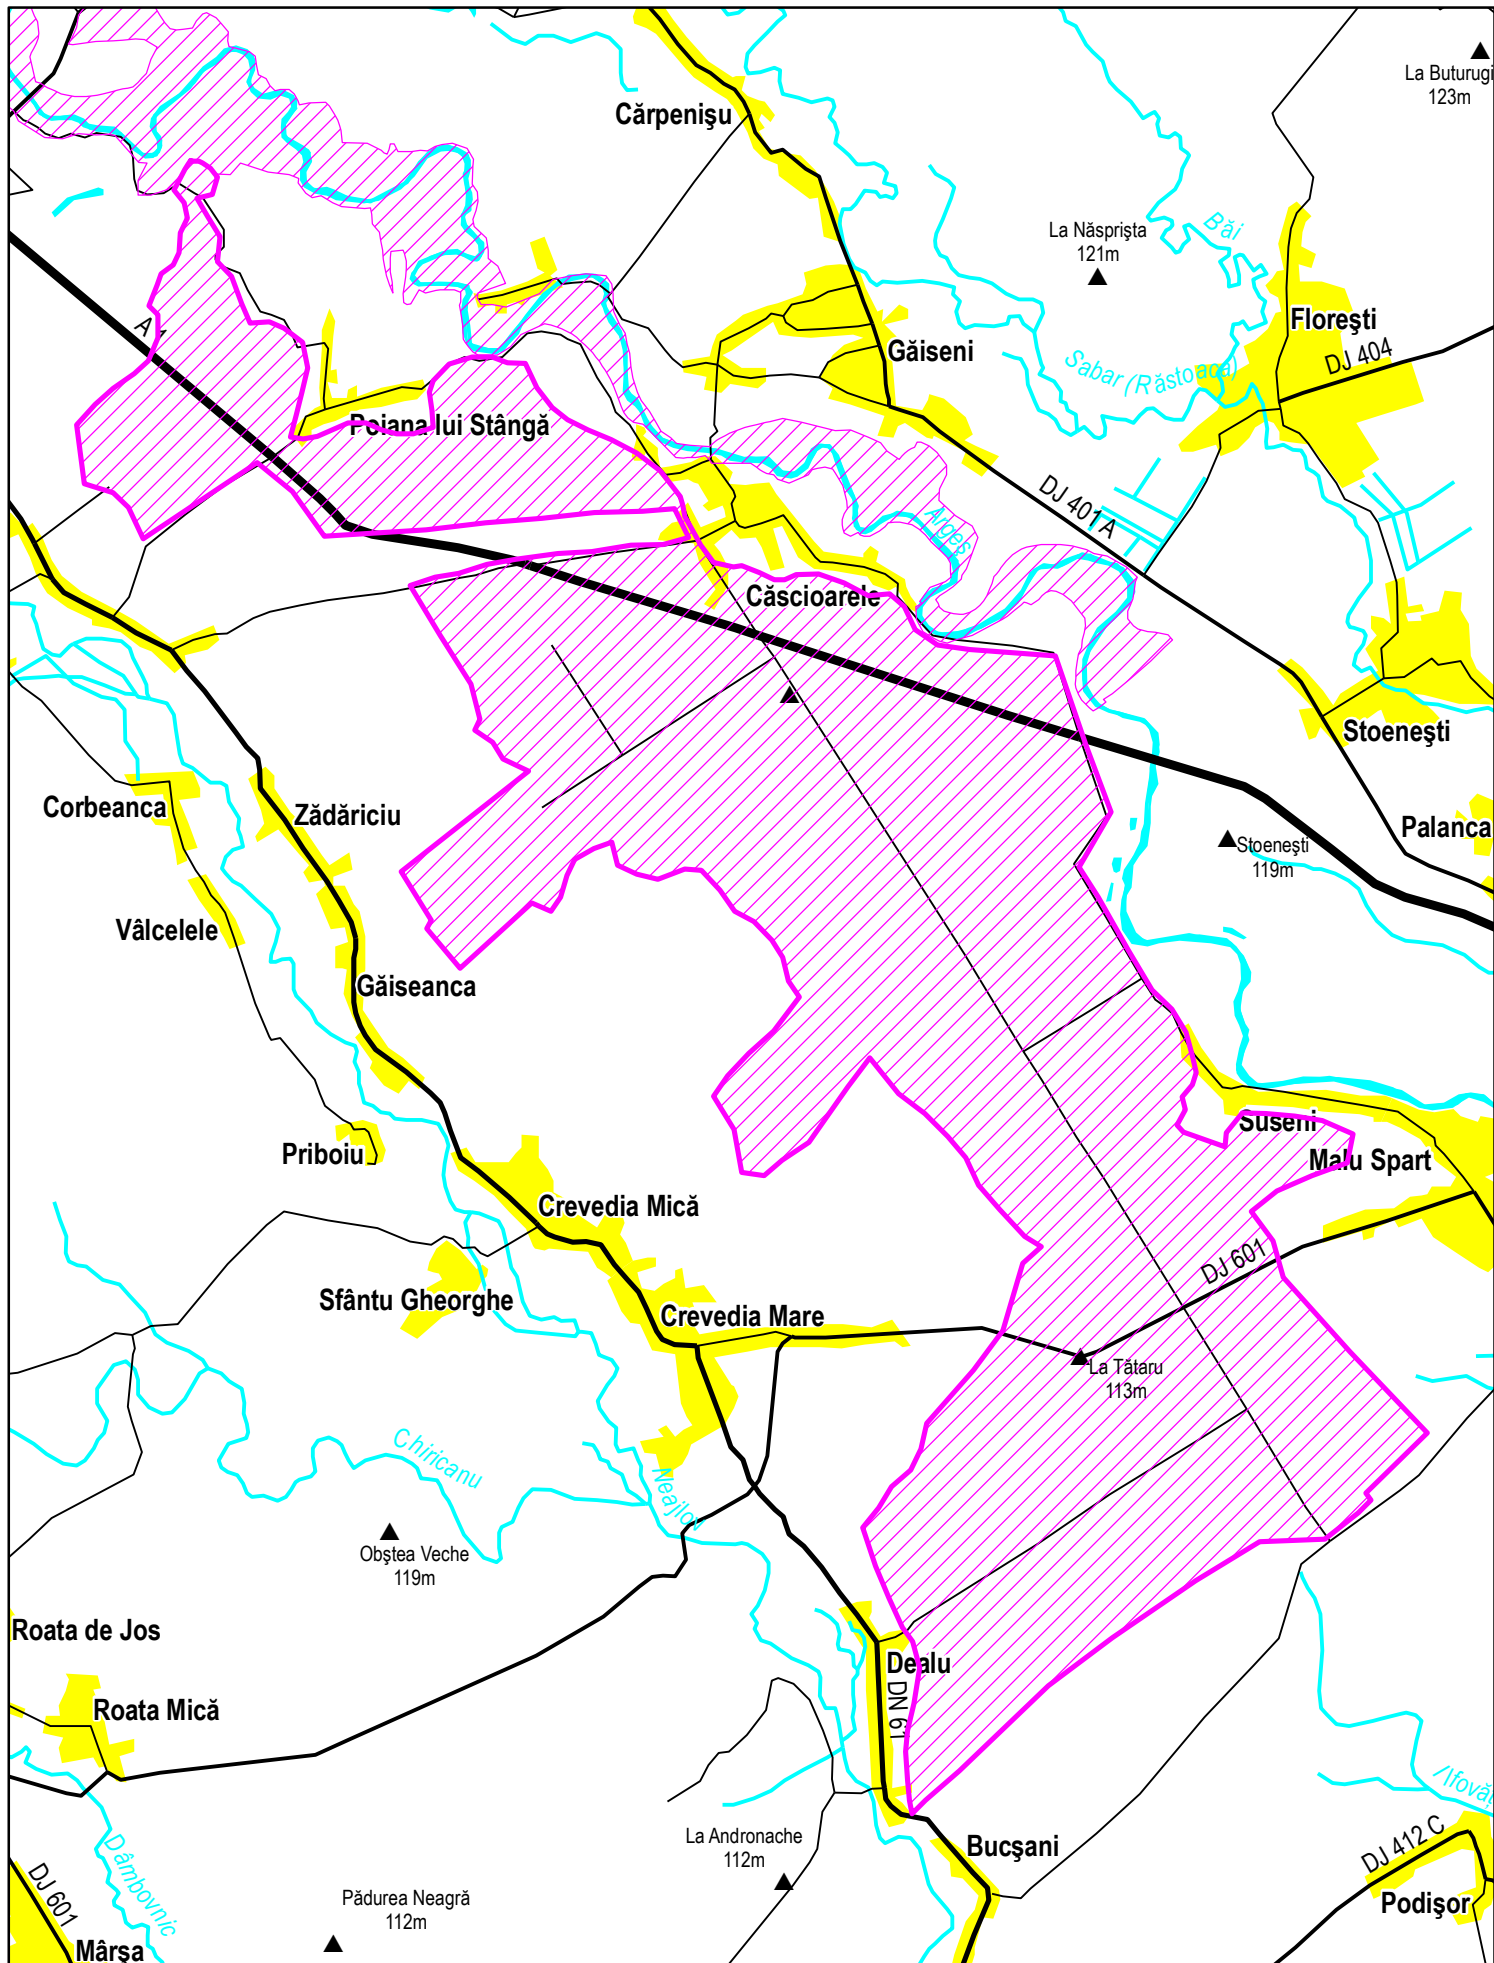 La Buturugi
123m
Cărpenişu
La Năsprişta
121m
Băi
Floreşti
A 1
Găiseni
Sabar (Răstoaca)
DJ 404
Poiana lui Stângă
DJ 401 A
Argeş
Căscioarele
Stoeneşti
Corbeanca
Zădăriciu
Palanca
Stoeneşti
119m
Vâlcelele
Găiseanca
Suseni
Priboiu
Malu Spart
Crevedia Mică
DJ 601
Sfântu Gheorghe
Crevedia Mare
La Tătaru
113m
Chiricanu
Neajlov
Obştea Veche
119m
Roata de Jos
Dealu
Roata Mică
DN 61
Ilfovăţ
La Andronache
112m
Bucşani
DJ 412 C
Dâmbovnic
DJ 601
Pădurea Neagră
112m
Podişor
Mârşa